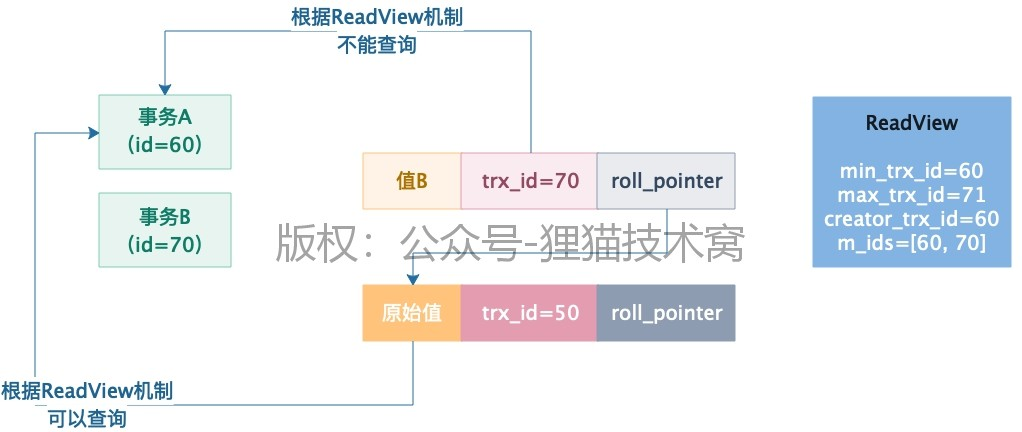 根据ReadView机制
不能查询
事务A
（id=60）
ReadView
min_trx_id=60
max_trx_id=71
creator_trx_id=60
m_ids=[60, 70]
值B
trx_id=70
roll_pointer
事务B
（id=70）
版权：公众号-狸猫技术窝
原始值
trx_id=50
roll_pointer
根据ReadView机制
可以查询